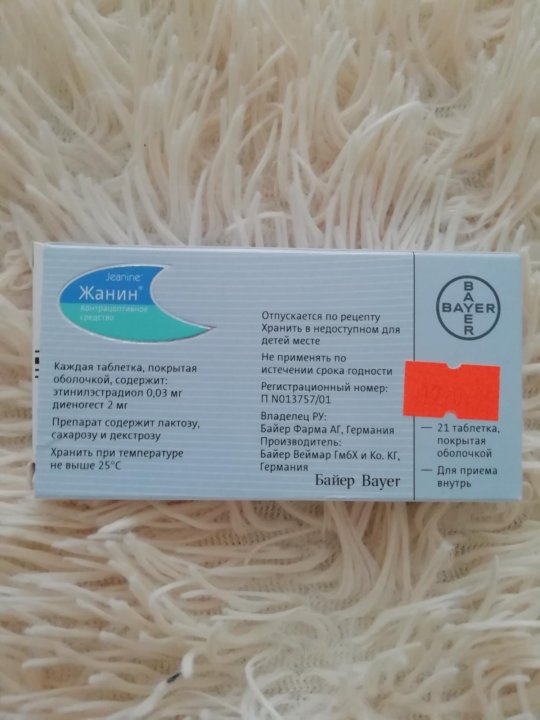 Jeanine®
Жанин®
Контрацептивное
средство
Каждая таблетка, покрытая
оболочкой, содержит:
этинилэстрадиол 0,03 мг
диеногест 2 мг
Препарат содержит лактозу,
сахарозу и декстрозу
Хранить при температуре
не выше 25°C
Отпускается по рецепту
Хранить в недоступном для
детей месте
Не применять по
истечении срока годности
Регистрационный номер:
П N013757/01
Владелец РУ:
Байер Фарма АГ, Германия
Производитель:
Байер Веймар ГмбХ и Ко. КГ,
Германия
Байер Bayer
BAYER
BAYER
21 таблетка,
покрытая
оболочкой
Для приема
внутрь